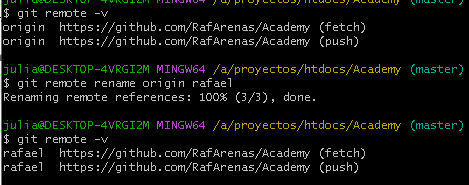 $ git remote -v
origin  https://github.com/RafArenas/Academy (fetch)
origin  https://github.com/RafArenas/Academy (push)
julia@DESKTOP-4VRGI2M MINGW64 /a/proyectos/htdocs/Academy (master)
$ git remote rename origin rafael
Renaming remote references: 100% (3/3), done.
julia@DESKTOP-4VRGI2M MINGW64 /a/proyectos/htdocs/Academy (master)
$ git remote -v
rafael  https://github.com/RafArenas/Academy (fetch)
rafael  https://github.com/RafArenas/Academy (push)